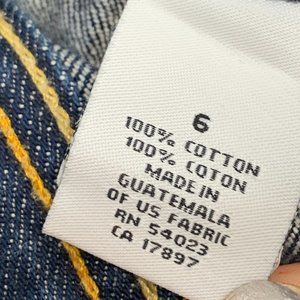 6
100% COTTON
100% COTON
MADE IN
GUATEMALA
OF US FABRIC
RN 54023
CA 17897